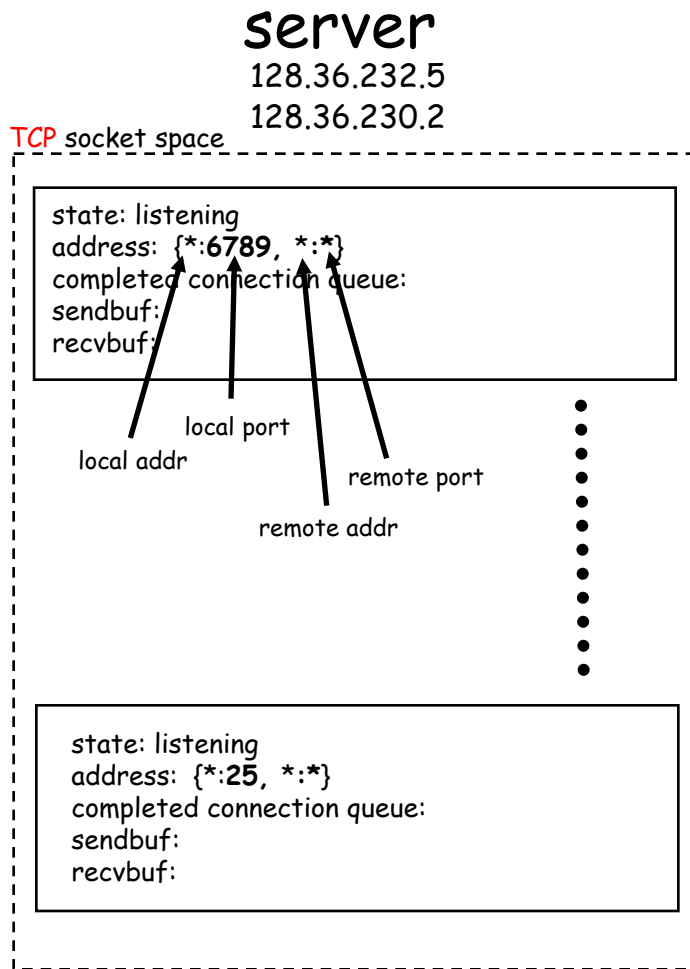 server
128.36.232.5
128.36.230.2
TCP socket space
state: listening
address: {*:6789, *:*}
completed connection queue:
sendbuf:
recvbuf:
local port
local addr
remote port
remote addr
state: listening
address: {*:25, *:*}
completed connection queue:
sendbuf:
recvbuf: